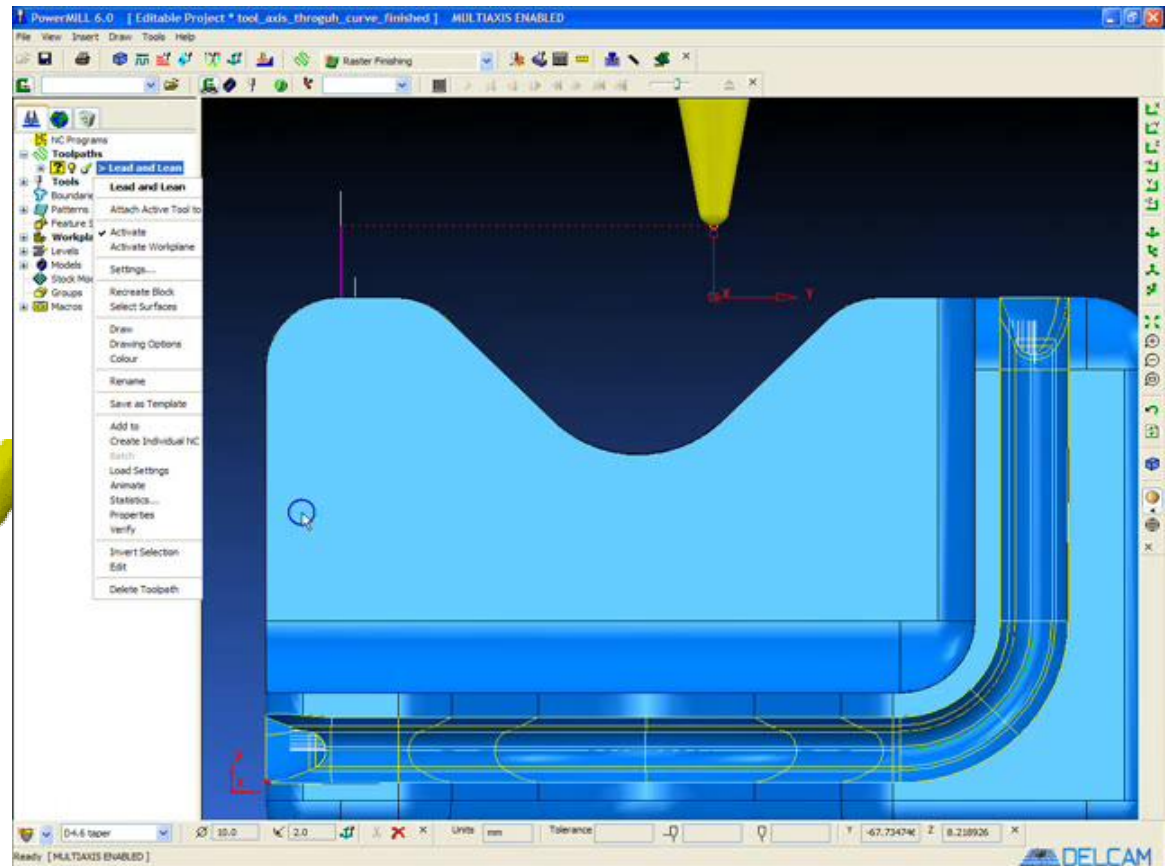 PowerMILL 6.0 [ Editable Project * tool_axis_throguh_curve_finished ] MULTIAXIS ENABLED
File View Insert Draw Tools Help
Raster Finishing
NC Programs
Toolpaths
> Lead and Lean
Tools
Boundarie
Patterns
Feature S
Workpla
Levels
Models
Stock Mod
Groups
Macros
Lead and Lean
Attach Active Tool to
Activate
Activate Workplane
Settings...
Recreate Block
Select Surfaces
Draw
Drawing Options
Colour
Rename
Save as Template
Add to
Create Individual NC
Batch
Load Settings
Animate
Statistics...
Properties
Verify
Invert Selection
Edit
Delete Toolpath
X Y
D4.6 taper 10.0 2.0 Units mm Tolerance Y Z 8.218926
Ready [ MULTIAXIS ENABLED ]
DELCAM